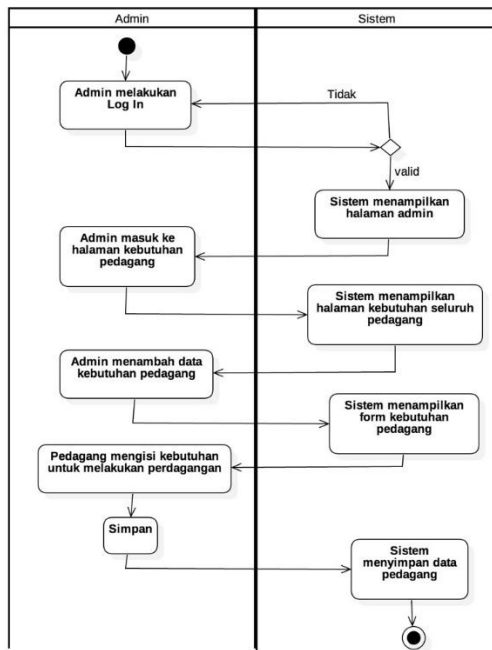 Admin
Sistem
Admin melakukan
Log In
Tidak
valid
Sistem menampilkan
halaman admin
Admin masuk ke
halaman kebutuhan
pedagang
Sistem menampilkan
halaman kebutuhan seluruh
pedagang
Admin menambah data
kebutuhan pedagang
Sistem menampilkan
form kebutuhan
pedagang
Pedagang mengisi kebutuhan
untuk melakukan perdagangan
Simpan
Sistem
menyimpan data
pedagang